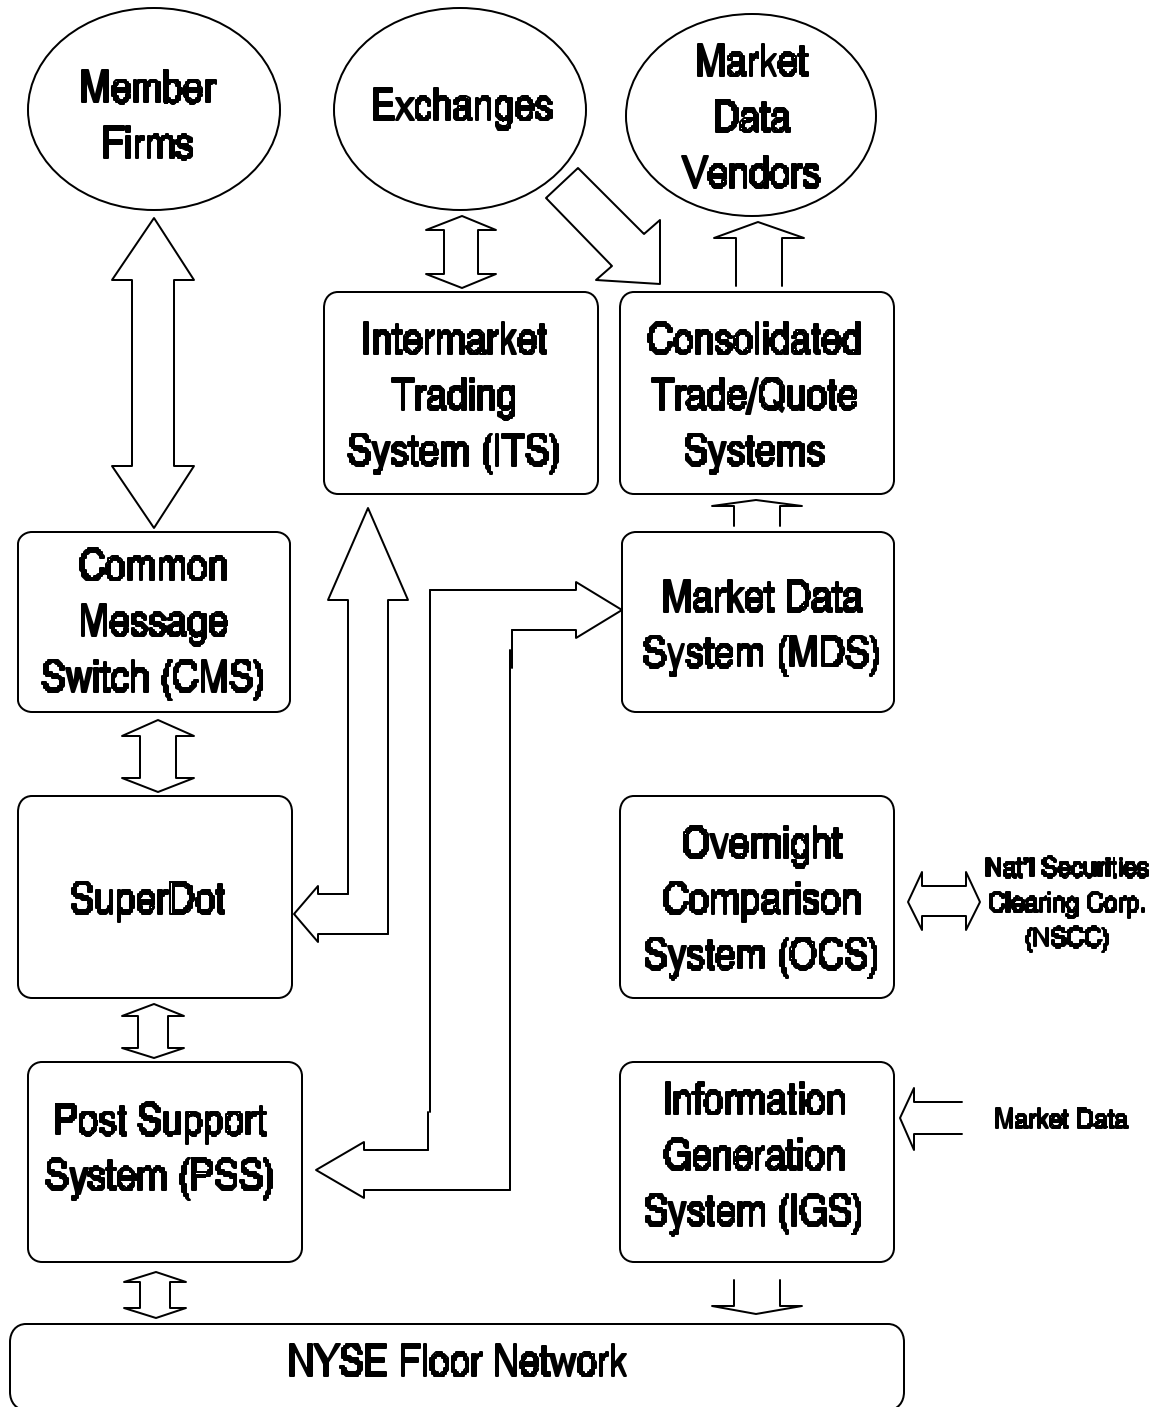 Member
Firms
Exchanges
Market
Data
Vendors
Intermarket
Trading
System (ITS)
Consolidated
Trade/Quote
Systems
Common
Message
Switch (CMS)
Market Data
System (MDS)
SuperDot
Overnight
Comparison
System (OCS)
Nat'l Securities
Clearing Corp.
(NSCC)
Post Support
System (PSS)
Information
Generation
System (IGS)
Market Data
NYSE Floor Network